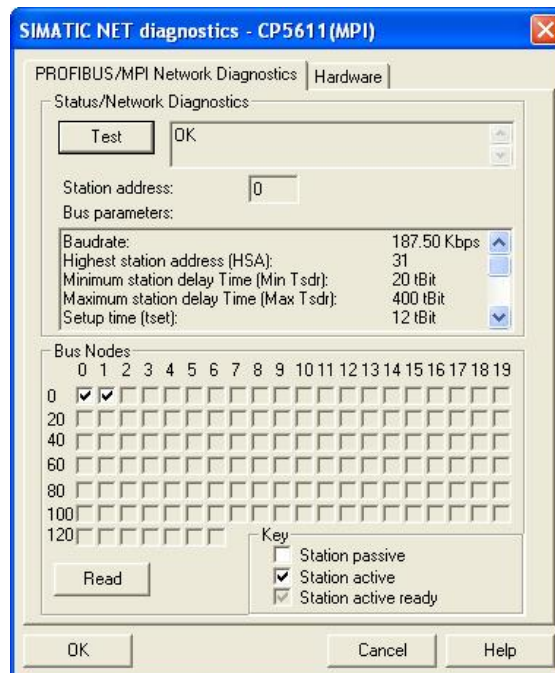 SIMATIC NET diagnostics - CP5611(MPI)
PROFIBUS/MPI Network Diagnostics Hardware
Status/Network Diagnostics
Test OK
Station address: 0
Bus parameters:
Baudrate: 187.50 Kbps
Highest station address (HSA): 31
Minimum station delay Time (Min Tsdr): 20 tBit
Maximum station delay Time (Max Tsdr): 400 tBit
Setup time (tset): 12 tBit
Bus Nodes
0 1 2 3 4 5 6 7 8 9 10 11 12 13 14 15 16 17 18 19
0
20
40
60
80
100
120
Key
Station passive
Read
Station active
Station active ready
OK Cancel Help